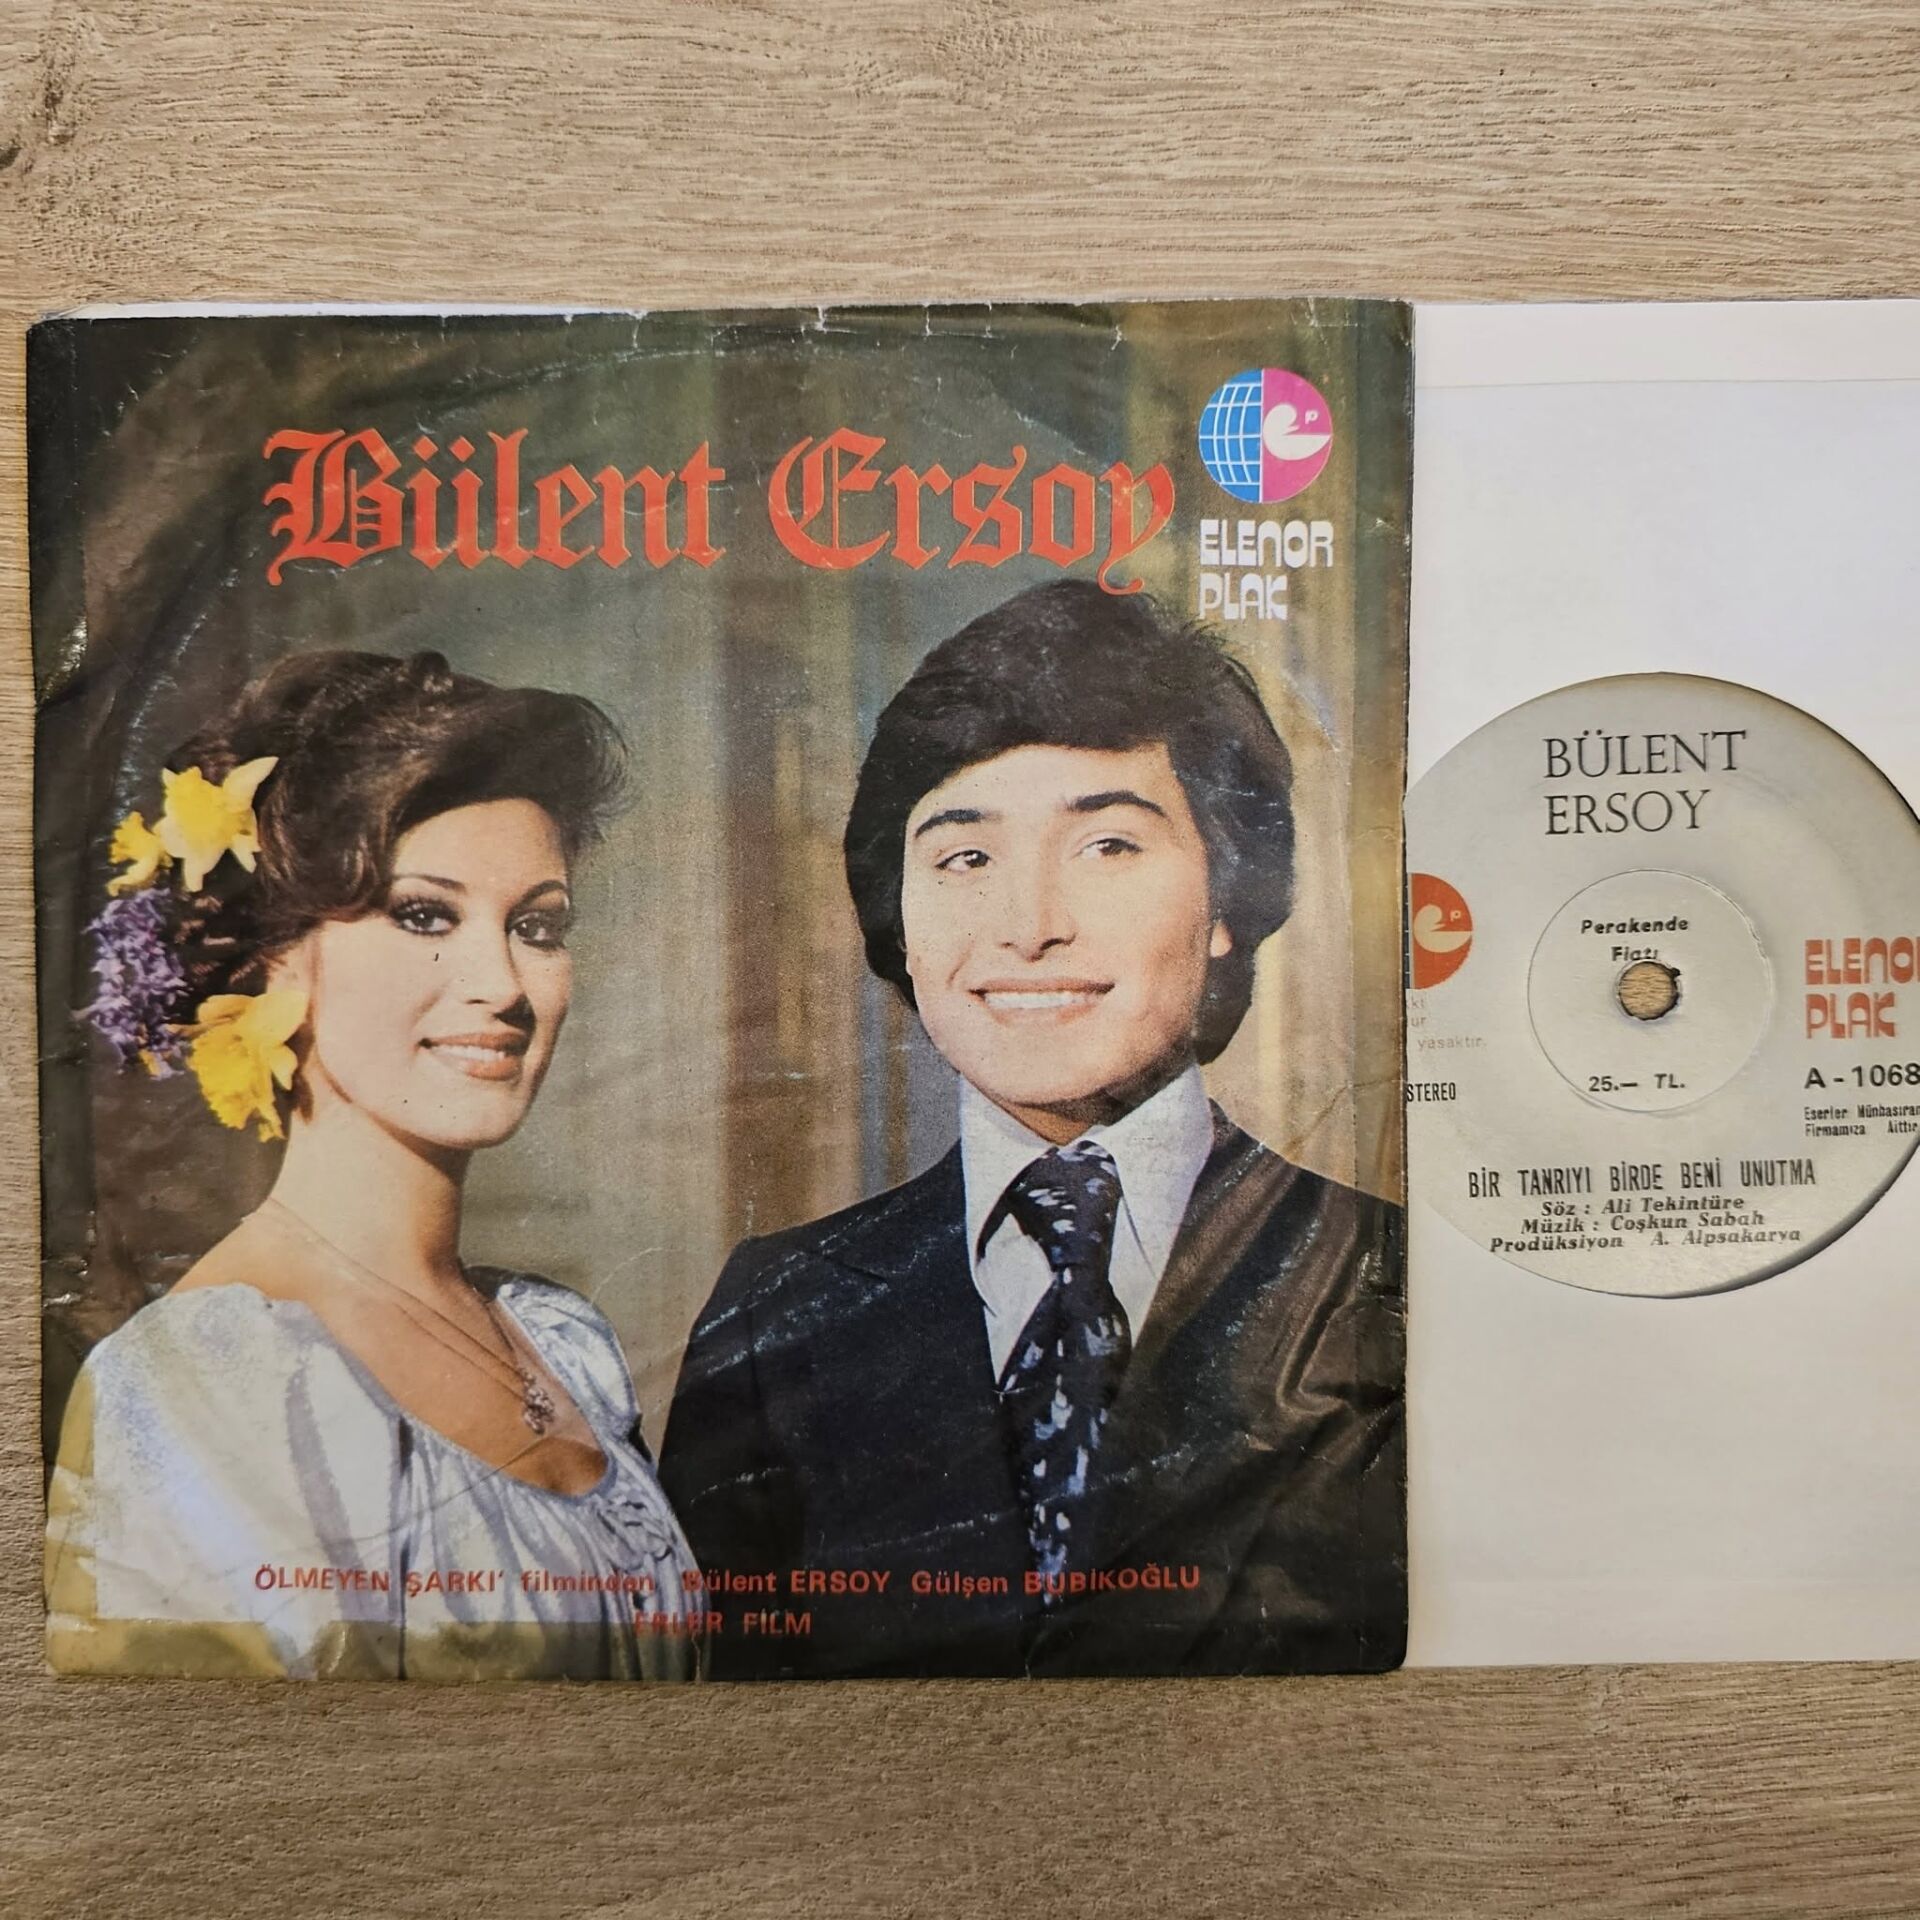 Bülent Ersoy
ELENOR
PLAK
ÖLMEYEN ŞARKI' filminden, Bülent ERSOY Gülşen BUBİKOĞLU
ERLER FİLM
BÜLENT
ERSOY
Perakende
Fiatı
25.— TL.
yasaktır.
STEREO
PLAK
A - 1068
Firmamıza Aittir
BİR TANRIYI BİRDE BENİ UNUTMA
Söz : Ali Tekintüre
Müzik : Coşkun Sabah
Prodüksiyon A. Alpsakarya